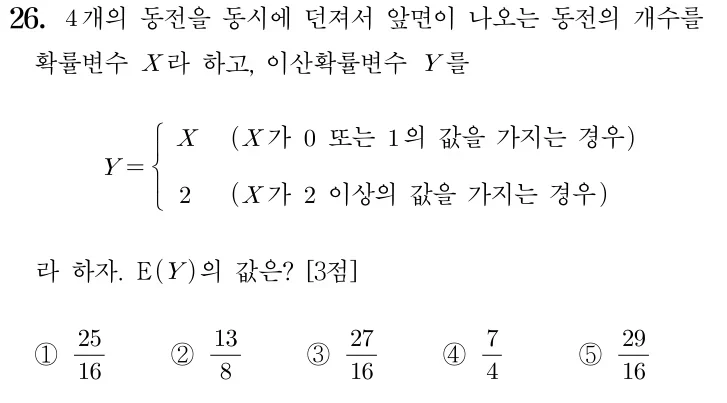 26. 4개의 동전을 동시에 던져서 앞면이 나오는 동전의 개수를
확률변수 X라 하고, 이산확률변수 Y를
Y={ X (X가 0 또는 1의 값을 가지는 경우)
2 (X가 2 이상의 값을 가지는 경우)
라 하자. E(Y)의 값은? [3점]
① 25/16 ② 13/8 ③ 27/16 ④ 7/4 ⑤ 29/16